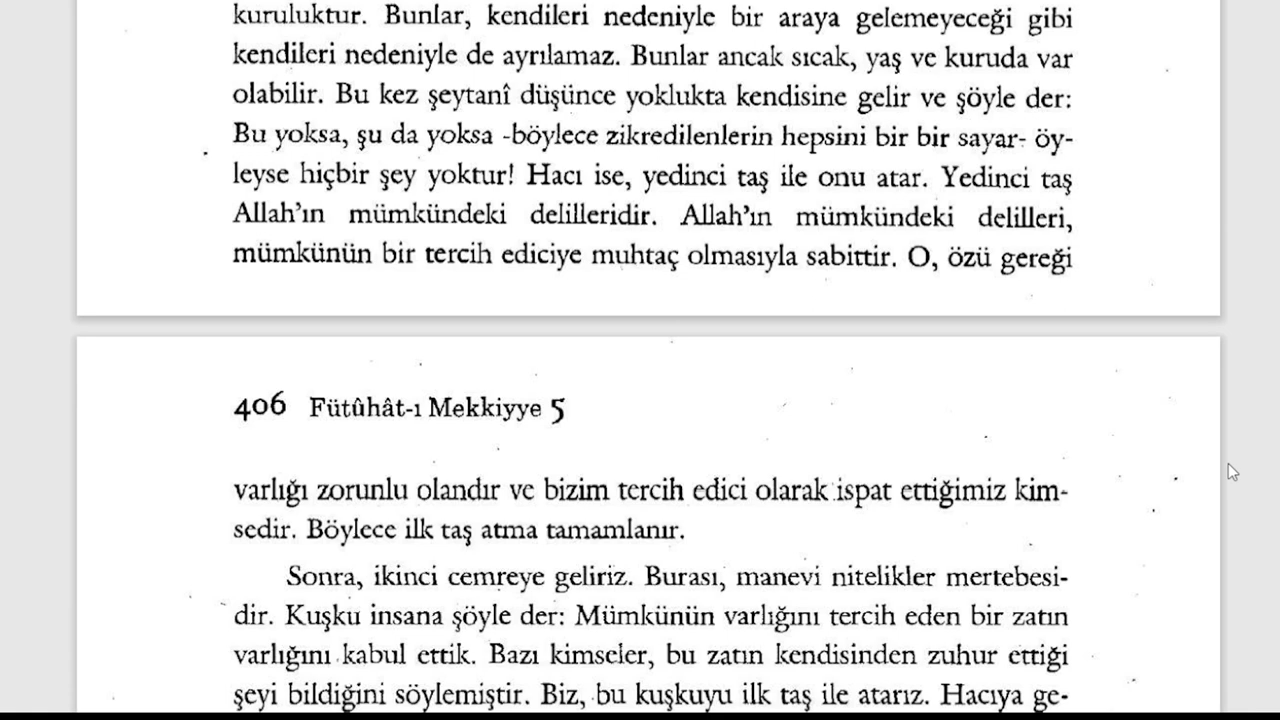 kuruluktur. Bunlar, kendileri nedeniyle bir araya gelemeyeceği gibi
kendileri nedeniyle de ayrılamaz. Bunlar ancak sıcak, yaş ve kuruda var
olabilir. Bu kez şeytanî düşünce yoklukta kendisine gelir ve şöyle der:
Bu yoksa, şu da yoksa -böylece zikredilenlerin hepsini bir bir sayar- öy-
leyse hiçbir şey yoktur! Hacı ise, yedinci taş ile onu atar. Yedinci taş
Allah'ın mümkündeki delilleridir. Allah'ın mümkündeki delilleri,
mümkünün bir tercih ediciye muhtaç olmasıyla sabittir. O, özü gereği
406 Fütûhât-ı Mekkiyye 5
varlığı zorunlu olandır ve bizim tercih edici olarak ispat ettiğimiz kim-
sedir. Böylece ilk taş atma tamamlanır.
Sonra, ikinci cemreye geliriz. Burası, manevi nitelikler mertebesi-
dir. Kuşku insana şöyle der: Mümkünün varlığını tercih eden bir zatın
varlığını kabul ettik. Bazı kimseler, bu zatın kendisinden zuhur ettiği
şeyi bildiğini söylemiştir. Biz, bu kuşkuyu ilk taş ile atarız. Hacıya ge-